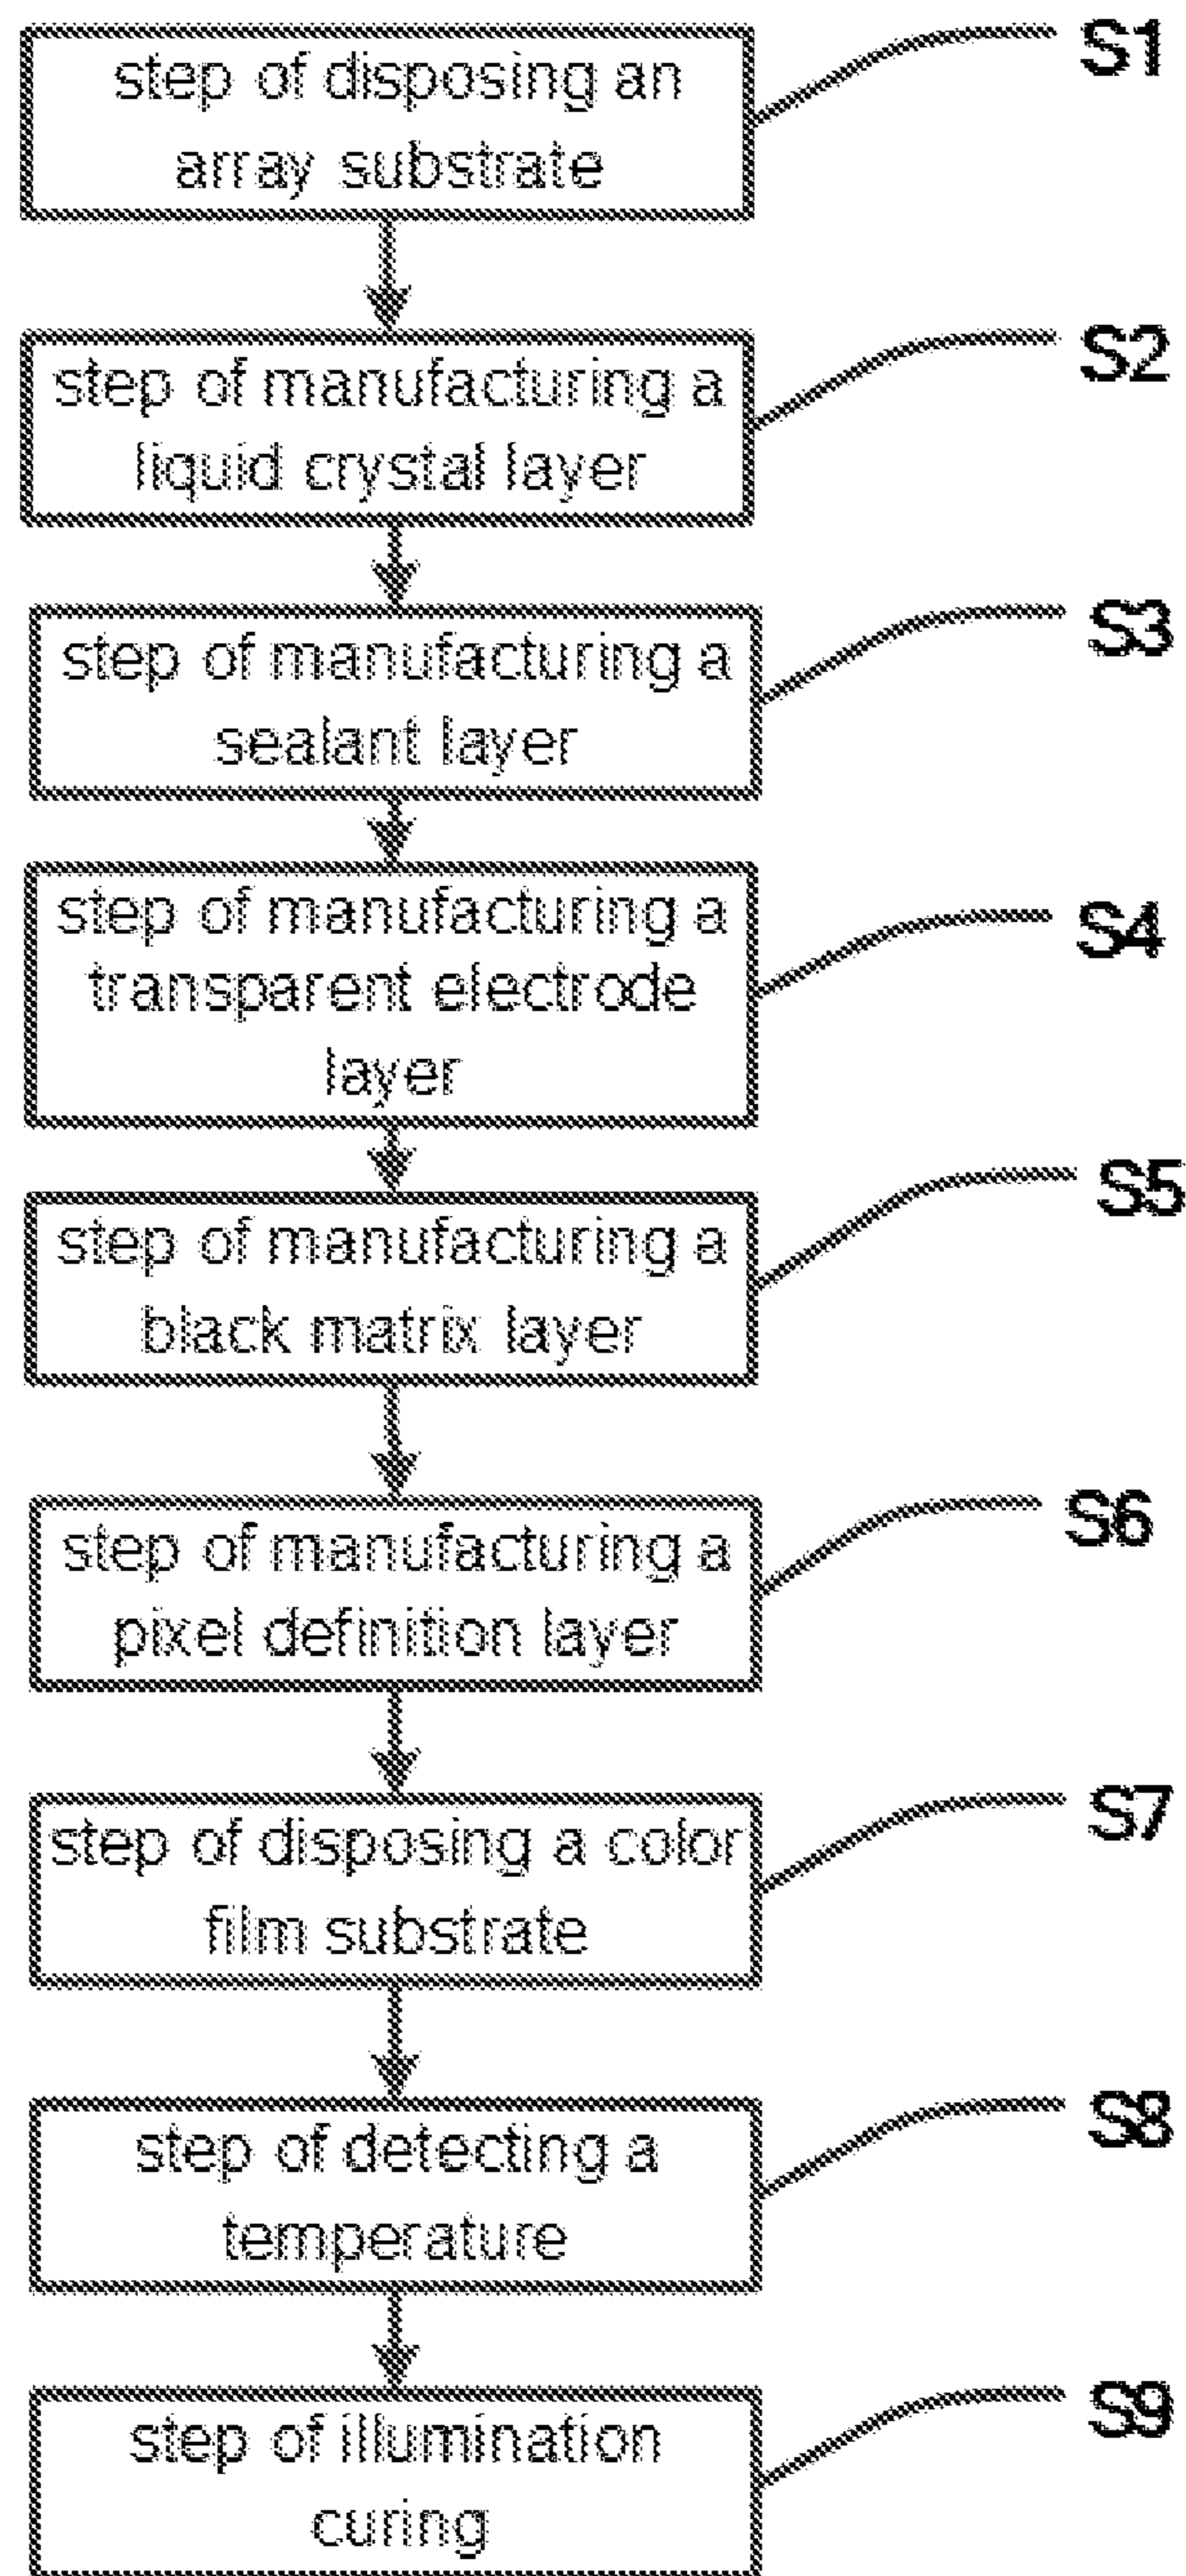 step of disposing an
array substrate
S1
step of manufacturing a
liquid crystal layer
S2
step of manufacturing a
sealant layer
S3
step of manufacturing a
transparent electrode
layer
S4
step of manufacturing a
black matrix layer
S5
step of manufacturing a
pixel definition layer
S6
step of disposing a color
film substrate
S7
step of detecting a
temperature
S8
step of illumination
curing
S9